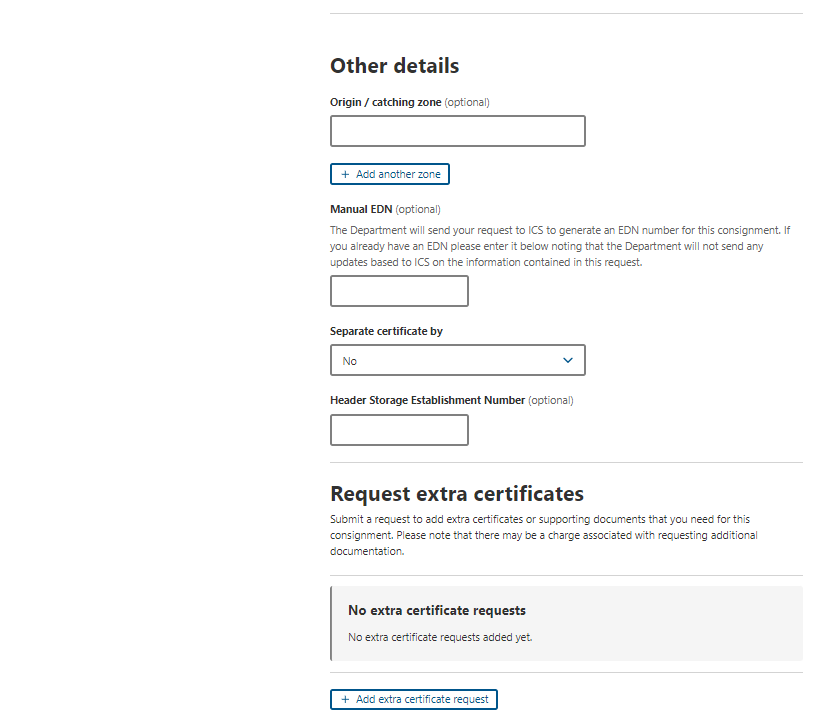 Other details
Origin / catching zone (optional)
+ Add another zone
Manual EDN (optional)
The Department will send your request to ICS to generate an EDN number for this consignment. If
you already have an EDN please enter it below noting that the Department will not send any
updates based to ICS on the information contained in this request.
Separate certificate by
No
Header Storage Establishment Number (optional)
Request extra certificates
Submit a request to add extra certificates or supporting documents that you need for this
consignment. Please note that there may be a charge associated with requesting additional
documentation.
No extra certificate requests
No extra certificate requests added yet.
+ Add extra certificate request